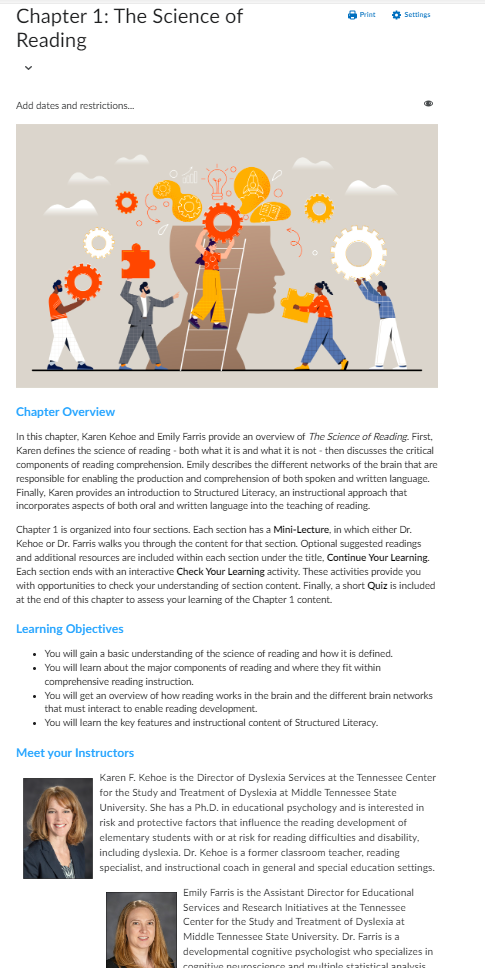 Chapter 1: The Science of
Reading
Print
Settings
Add dates and restrictions...
Chapter Overview
In this chapter, Karen Kehoe and Emily Farris provide an overview of The Science of Reading. First,
Karen defines the science of reading - both what it is and what it is not - then discusses the critical
components of reading comprehension. Emily describes the different networks of the brain that are
responsible for enabling the production and comprehension of both spoken and written language.
Finally, Karen provides an introduction to Structured Literacy, an instructional approach that
incorporates aspects of both oral and written language into the teaching of reading.
Chapter 1 is organized into four sections. Each section has a Mini-Lecture, in which either Dr.
Kehoe or Dr. Farris walks you through the content for that section. Optional suggested readings
and additional resources are included within each section under the title, Continue Your Learning.
Each section ends with an interactive Check Your Learning activity. These activities provide you
with opportunities to check your understanding of section content. Finally, a short Quiz is included
at the end of this chapter to assess your learning of the Chapter 1 content.
Learning Objectives
• You will gain a basic understanding of the science of reading and how it is defined.
• You will learn about the major components of reading and where they fit within
comprehensive reading instruction.
• You will get an overview of how reading works in the brain and the different brain networks
that must interact to enable reading development.
• You will learn the key features and instructional content of Structured Literacy.
Meet your Instructors
Karen F. Kehoe is the Director of Dyslexia Services at the Tennessee Center
for the Study and Treatment of Dyslexia at Middle Tennessee State
University. She has a Ph.D. in educational psychology and is interested in
risk and protective factors that influence the reading development of
elementary students with or at risk for reading difficulties and disability,
including dyslexia. Dr. Kehoe is a former classroom teacher, reading
specialist, and instructional coach in general and special education settings.
Emily Farris is the Assistant Director for Educational
Services and Research Initiatives at the Tennessee
Center for the Study and Treatment of Dyslexia at
Middle Tennessee State University. Dr. Farris is a
developmental cognitive psychologist who specializes in
cognitive neuroscience and multiple statistical analysis